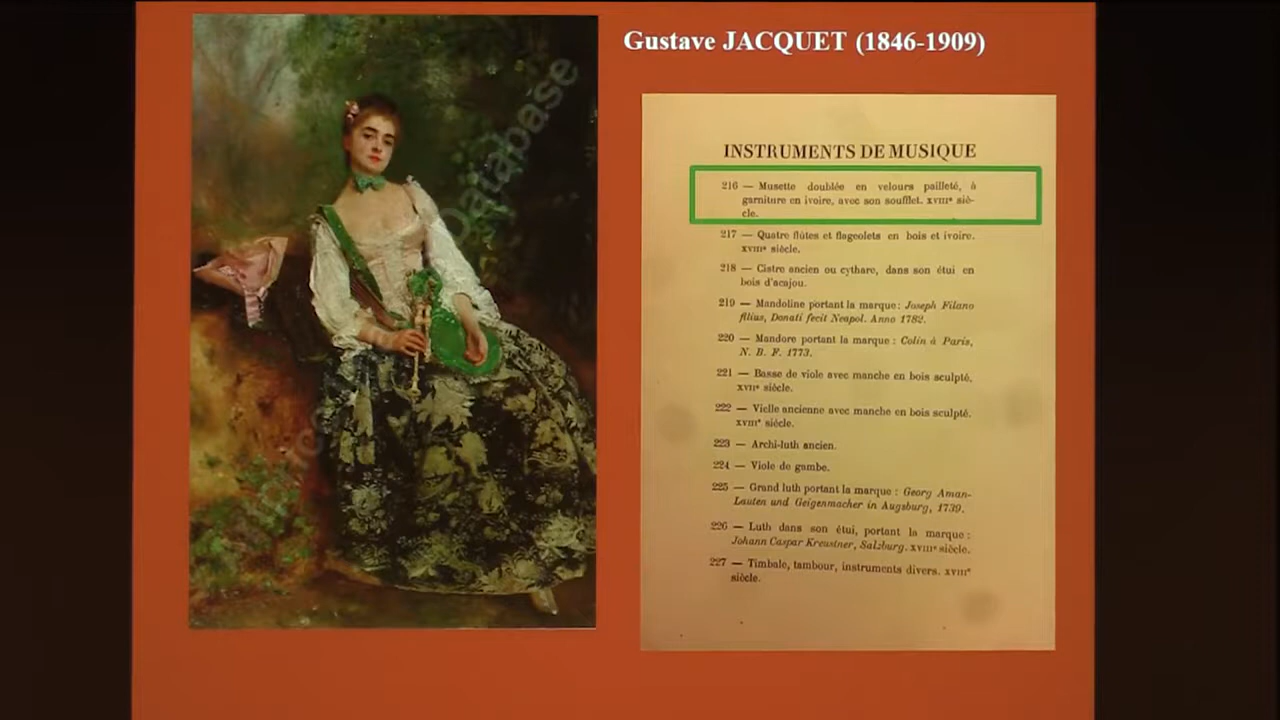 Gustave JACQUET (1846-1909)
Database
INSTRUMENTS DE MUSIQUE
216 — Musette doublée en velours pailleté, à
garniture en ivoire, avec son soufflet. XVIIIe siè-
cle.
217 — Quatre flûtes et flageolets en bois et ivoire.
XVIIIe siècle.
218 — Cistre ancien ou cythare, dans son étui en
bois d'acajou.
219 — Mandoline portant la marque : Joseph Filano
filius, Donati fecit Neapol. Anno 1782.
220 — Mandore portant la marque : Colin à Paris,
N. B. F. 1773.
221 — Basse de viole avec manche en bois sculpté.
XVIIe siècle.
222 — Vielle ancienne avec manche en bois sculpté.
XVIIIe siècle.
223 — Archi-luth ancien.
224 — Viole de gambe.
225 — Grand luth portant la marque : Georg Aman-
Lauten und Geigenmacher in Augsburg, 1739.
226 — Luth dans son étui, portant la marque :
Johann Caspar Kreustner, Salzburg. XVIIIe siècle.
227 — Timbale, tambour, instruments divers. XVIIIe
siècle.